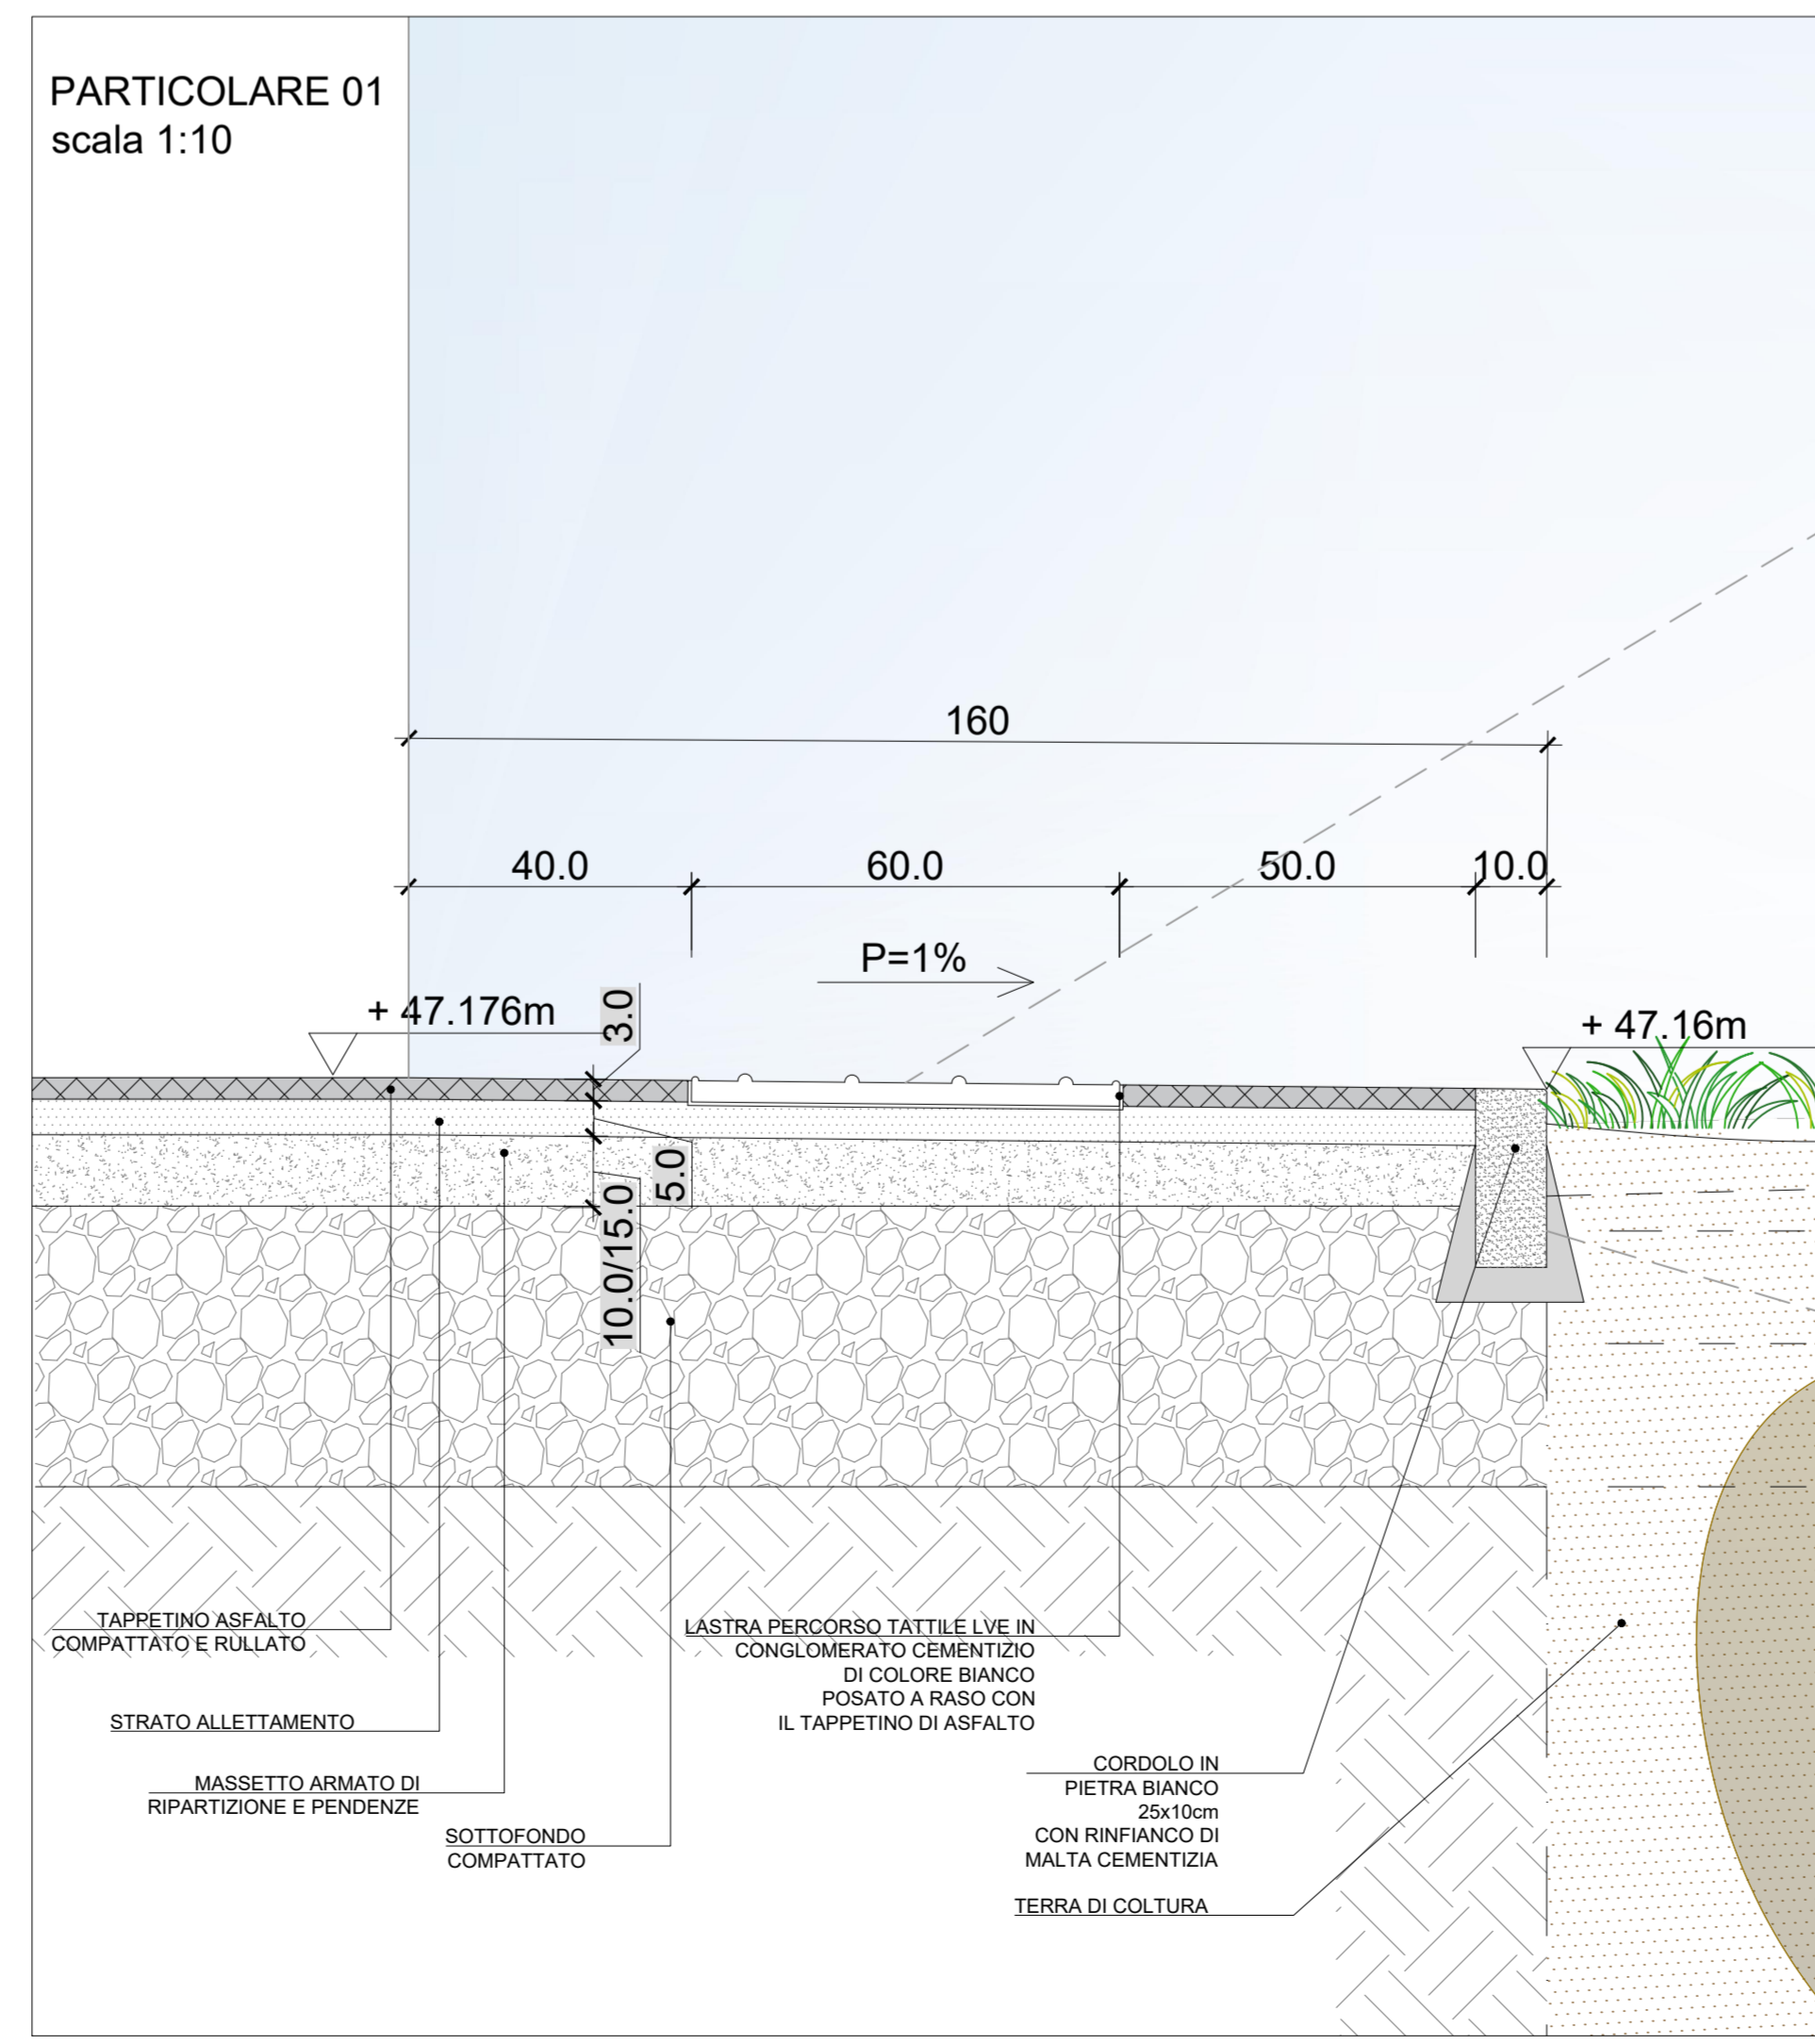 PARTICOLARE 01
scala 1:10
160
40.0
60.0
50.0
10.0
P=1%
+ 47.176m
3.0
+ 47.16m
5.0
10.0/15.0
TAPPETINO ASFALTO
COMPATTATO E RULLATO
STRATO ALLETTAMENTO
MASSETTO ARMATO DI
RIPARTIZIONE E PENDENZE
SOTTOFONDO
COMPATTATO
LASTRA PERCORSO TATTILE LVE IN
CONGLOMERATO CEMENTIZIO
DI COLORE BIANCO
POSATO A RASO CON
IL TAPPETINO DI ASFALTO
CORDOLO IN
PIETRA BIANCO
25x10cm
CON RINFIANCO DI
MALTA CEMENTIZIA
TERRA DI COLTURA